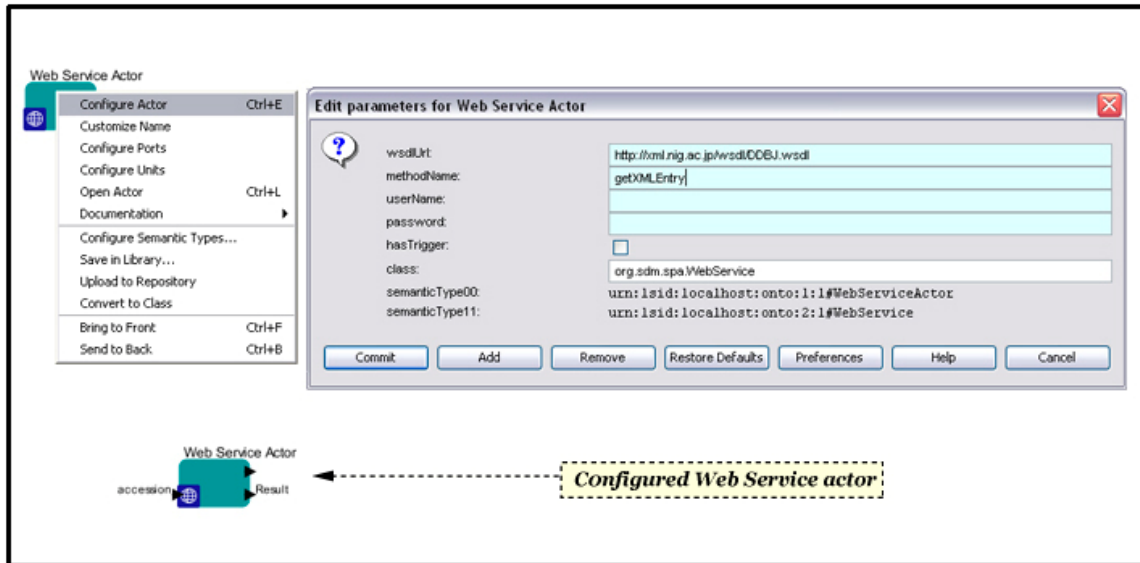 Web Service Actor
Configure Actor Ctrl+E
Customize Name
Configure Ports
Configure Units
Open Actor Ctrl+L
Documentation
Configure Semantic Types...
Save in Library...
Upload to Repository
Convert to Class
Bring to Front Ctrl+F
Send to Back Ctrl+B
Edit parameters for Web Service Actor
wsdlUrl: http://xml.nig.ac.jp/wsdl/DDBJ.wsdl
methodName: getXMLEntry
userName:
password:
hasTrigger:
class: org.sdm.spa.WebService
semanticType00: urn:lsid:localhost:onto:1:1#WebServiceActor
semanticType11: urn:lsid:localhost:onto:2:1#WebService
Commit Add Remove Restore Defaults Preferences Help Cancel
Web Service Actor
accession Result
Configured Web Service actor